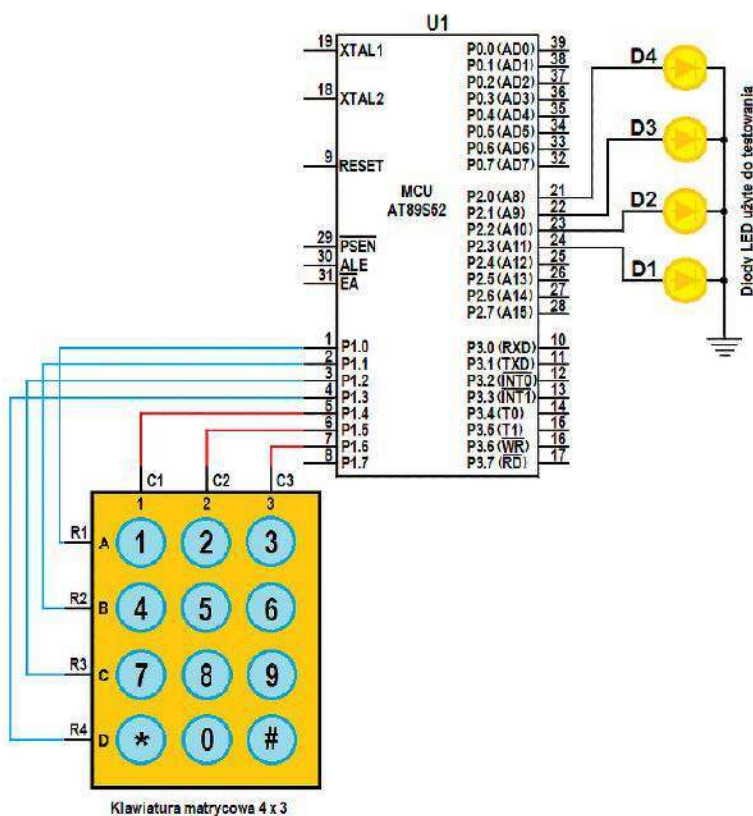 U1
19 XTAL1
18 XTAL2
9 RESET
29 PSEN
30 ALE
31 EA
1 P1.0
2 P1.1
3 P1.2
4 P1.3
5 P1.4
6 P1.5
7 P1.6
8 P1.7
MCU
AT89S52
P0.0 (AD0) 39
P0.1 (AD1) 38
P0.2 (AD2) 37
P0.3 (AD3) 36
P0.4 (AD4) 35
P0.5 (AD5) 34
P0.6 (AD6) 33
P0.7 (AD7) 32
P2.0 (A8) 21
P2.1 (A9) 22
P2.2 (A10) 23
P2.3 (A11) 24
P2.4 (A12) 25
P2.5 (A13) 26
P2.6 (A14) 27
P2.7 (A15) 28
P3.0 (RXD) 10
P3.1 (TXD) 11
P3.2 (INT0) 12
P3.3 (INT1) 13
P3.4 (T0) 14
P3.5 (T1) 15
P3.6 (WR) 16
P3.7 (RD) 17
D4
D3
D2
D1
Diody LED użyte do testowania
C1 C2 C3
1 2 3
R1 A 1 2 3
R2 B 4 5 6
R3 C 7 8 9
R4 D * 0 #
Klawiatura matrycowa 4 x 3